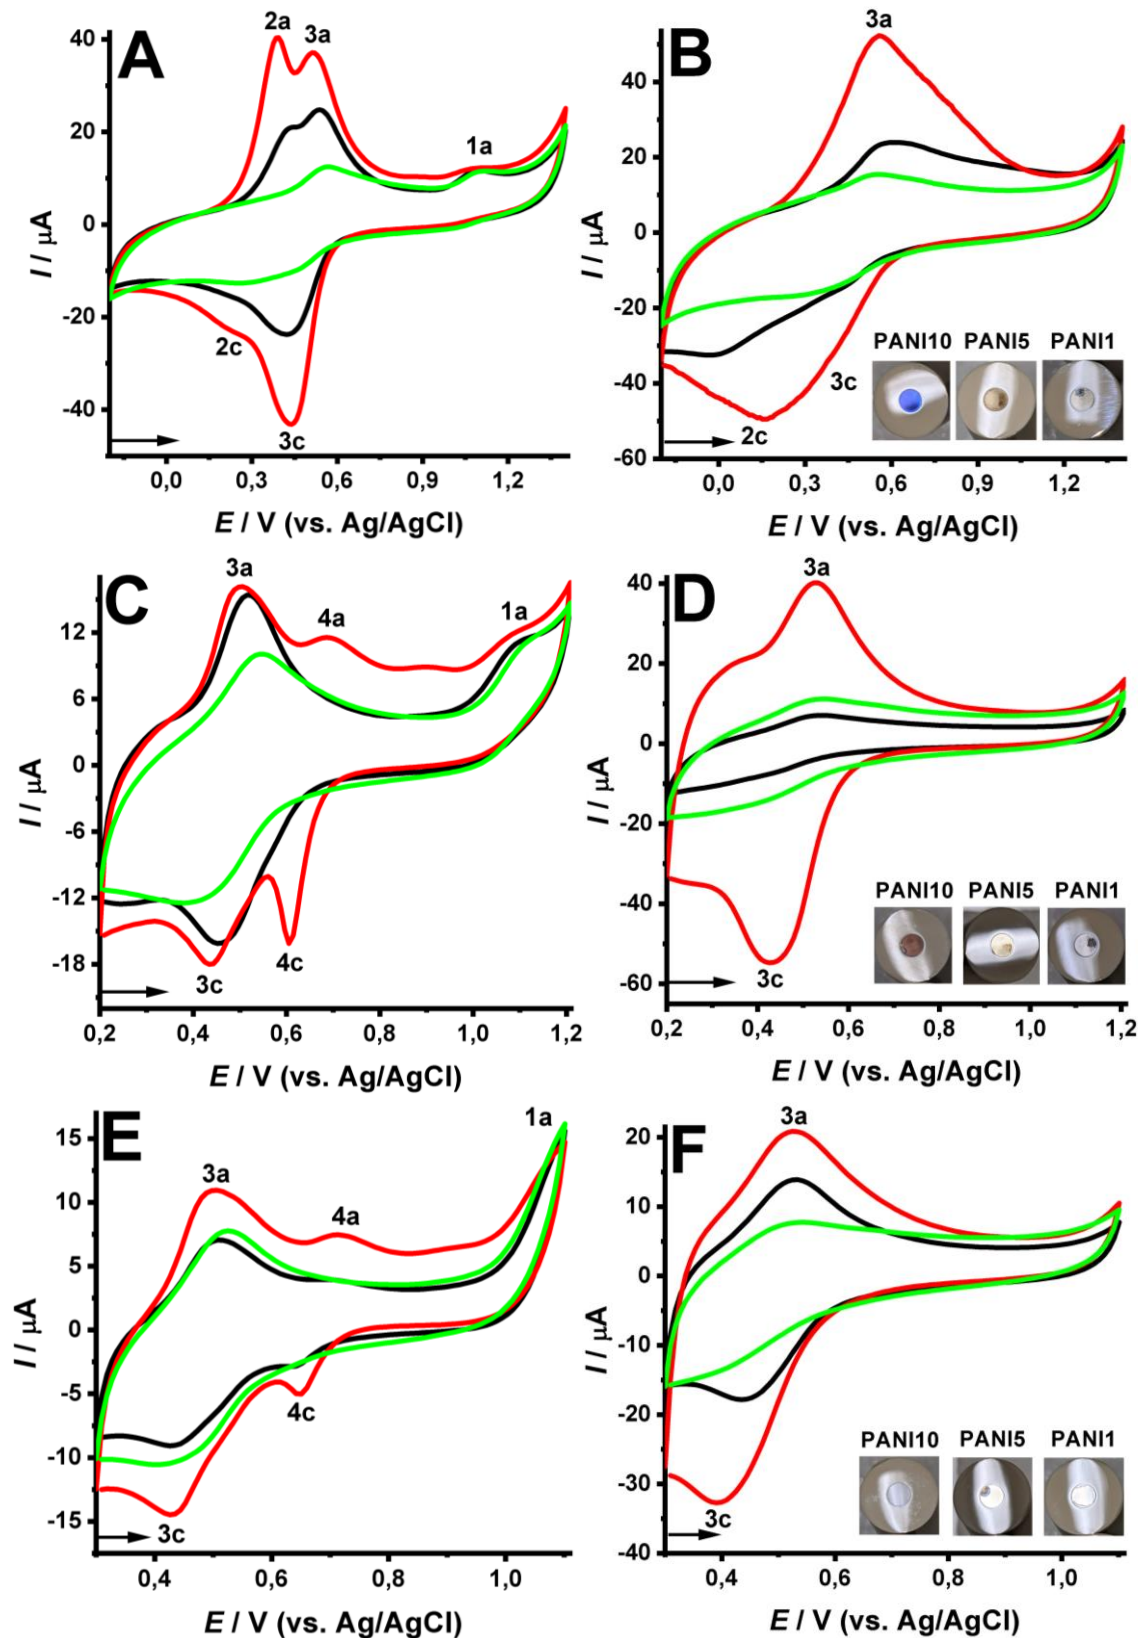 A
2a
3a
1a
2c
3c
40
20
0
-20
-40
I / µA
0,0 0,3 0,6 0,9 1,2
E / V (vs. Ag/AgCl)
B
3a
3c
2c
40
20
0
-20
-40
-60
I / µA
PANI10 PANI5 PANI1
0,0 0,3 0,6 0,9 1,2
E / V (vs. Ag/AgCl)
C
3a
4a
1a
3c
4c
12
6
0
-6
-12
-18
I / µA
0,2 0,4 0,6 0,8 1,0 1,2
E / V (vs. Ag/AgCl)
D
3a
3c
40
20
0
-20
-40
-60
I / µA
PANI10 PANI5 PANI1
0,2 0,4 0,6 0,8 1,0 1,2
E / V (vs. Ag/AgCl)
E
3a
4a
1a
4c
3c
15
10
5
0
-5
-10
-15
I / µA
0,4 0,6 0,8 1,0
E / V (vs. Ag/AgCl)
F
3a
3c
20
10
0
-10
-20
-30
-40
I / µA
PANI10 PANI5 PANI1
0,4 0,6 0,8 1,0
E / V (vs. Ag/AgCl)